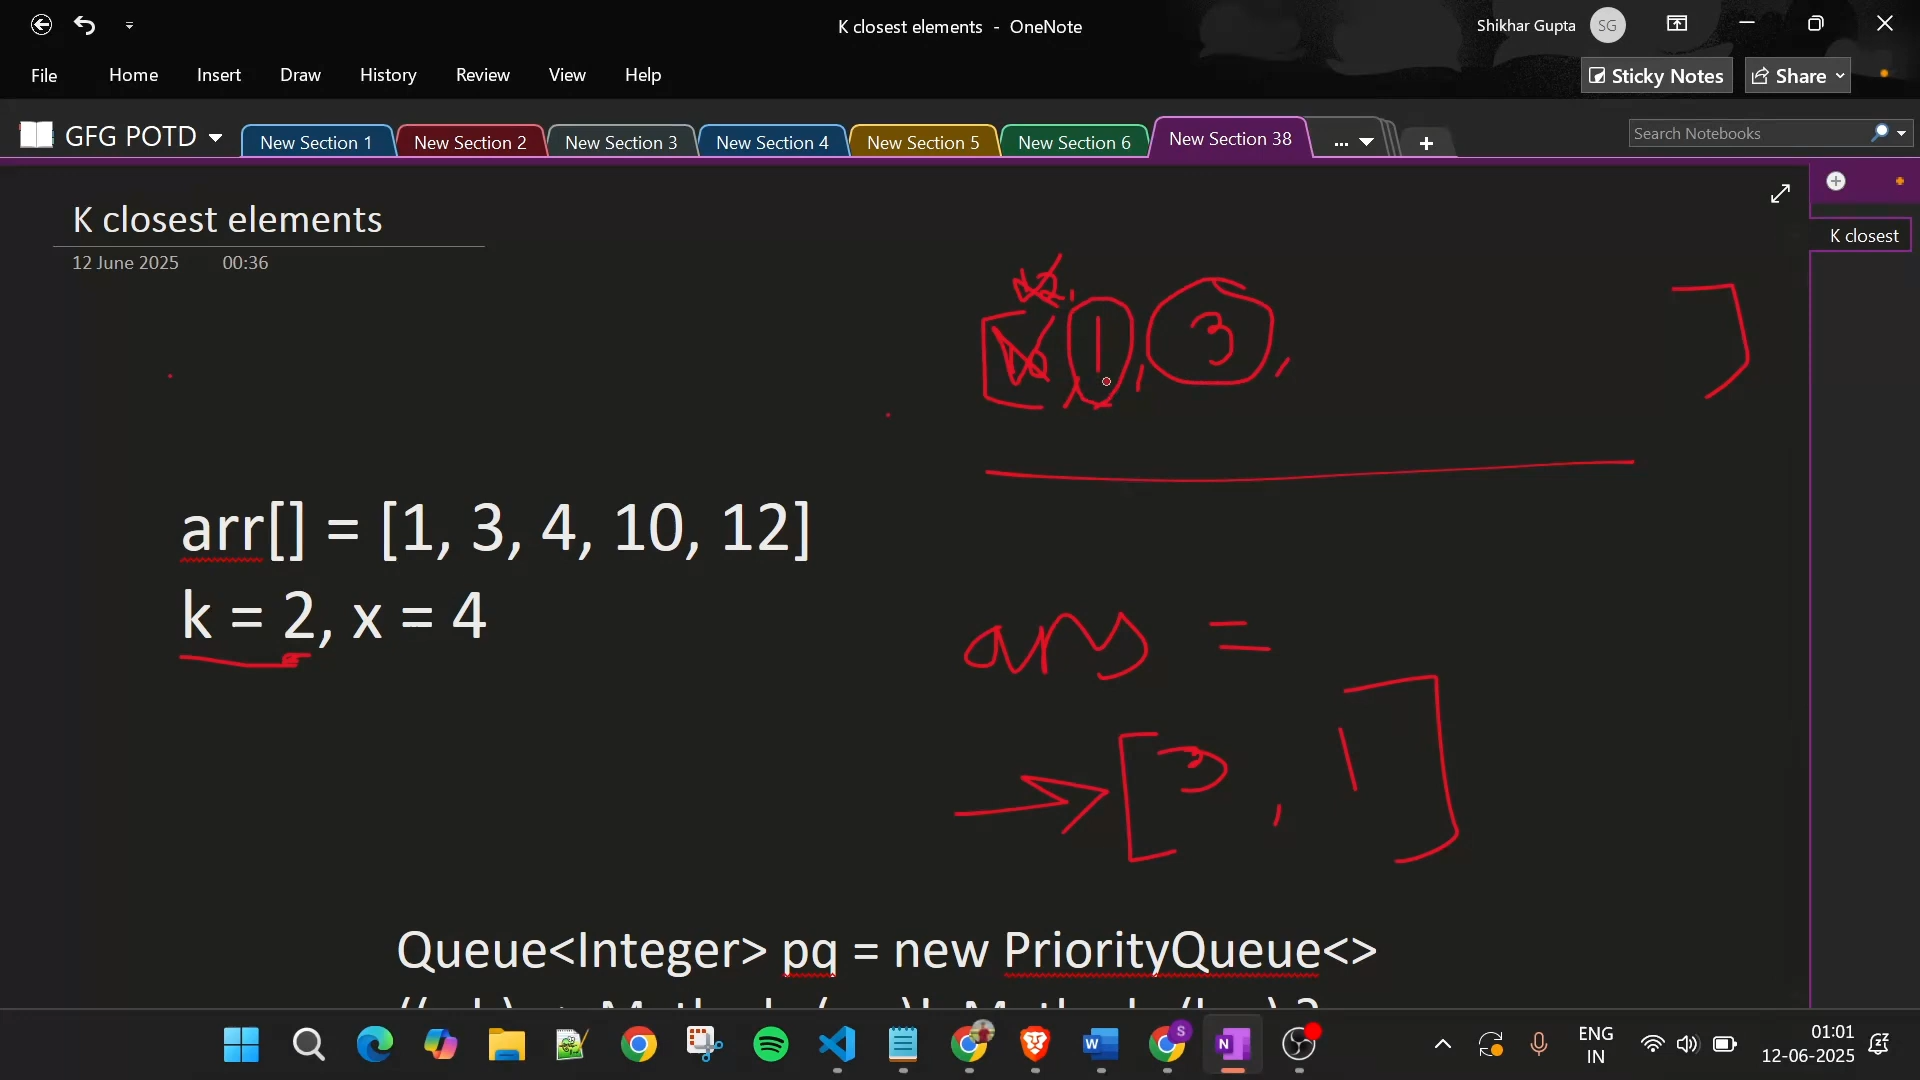 K closest elements - OneNote
Shikhar Gupta SG
File Home Insert Draw History Review View Help
Sticky Notes Share
GFG POTD New Section 1 New Section 2 New Section 3 New Section 4 New Section 5 New Section 6 New Section 38 ... +
Search Notebooks
K closest elements
K closest
12 June 2025 00:36
1, 3,
arr[] = [1, 3, 4, 10, 12]
k = 2, x = 4
ans =
[3, 1]
Queue<Integer> pq = new PriorityQueue<>
ENG
IN
01:01
12-06-2025